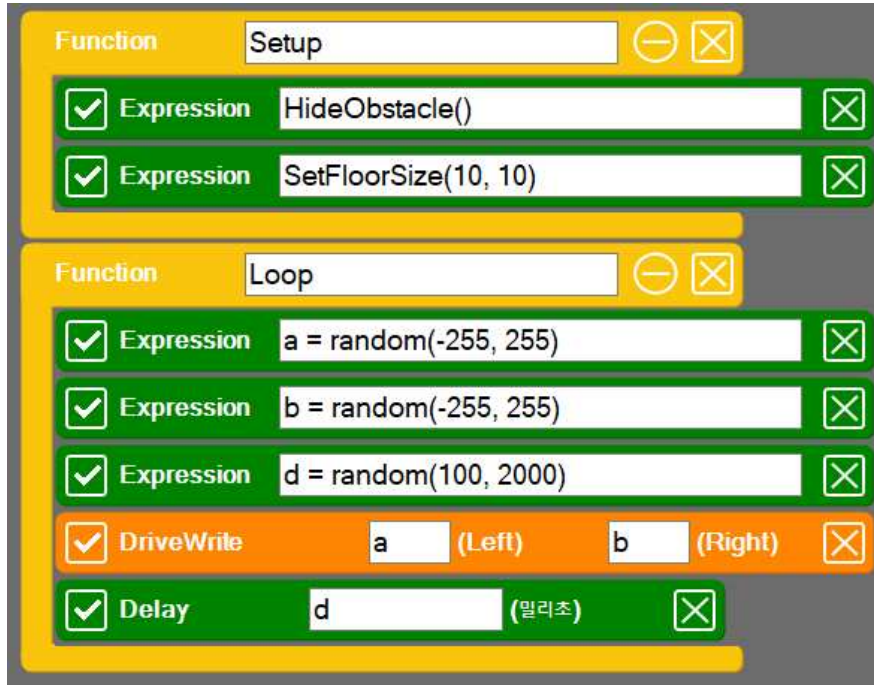 Function Setup
Expression HideObstacle()
Expression SetFloorSize(10, 10)
Function Loop
Expression a = random(-255, 255)
Expression b = random(-255, 255)
Expression d = random(100, 2000)
DriveWrite a (Left) b (Right)
Delay d (밀리초)